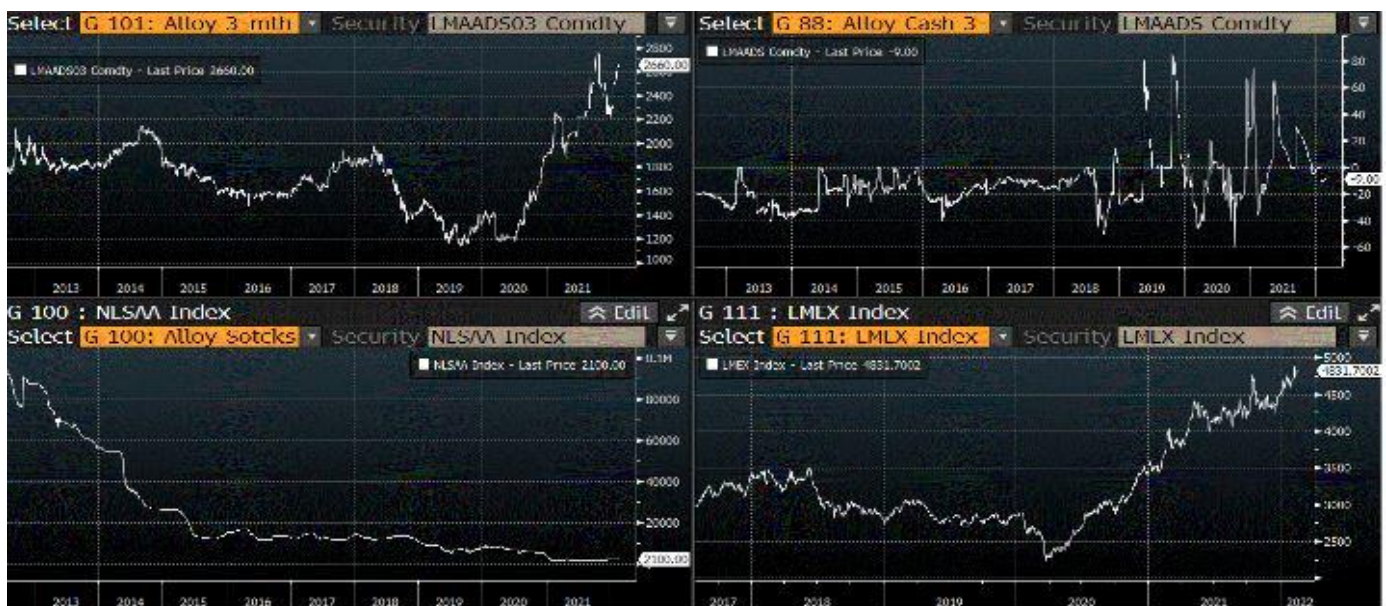 Select G 101: Alloy 3-mth Security LMAADS03 Comdty
LMAADS03 Comdty - Last Price 2660.00
2800
2660.00
2400
2200
2000
1800
1600
1400
1200
1000
2013 2014 2015 2016 2017 2018 2019 2020 2021
Select G 88: Alloy Cash 3 Security LMAADS Comdty
LMAADS Comdty - Last Price -9.00
80
60
40
20
0
-9.00
-20
-40
-60
2013 2014 2015 2016 2017 2018 2019 2020 2021
G 100 : NLSAA Index Edit
Select G 100: Alloy Sotcks Security NLSAA Index
NLSAA Index - Last Price 2100.00
0.1M
80000
60000
40000
20000
2100.00
2013 2014 2015 2016 2017 2018 2019 2020 2021
G 111 : LMEX Index Edit
Select G 111: LMEX Index Security LMEX Index
LMEX Index - Last Price 4831.7002
5000
4831.7002
4500
4000
3500
3000
2500
2017 2018 2019 2020 2021 2022